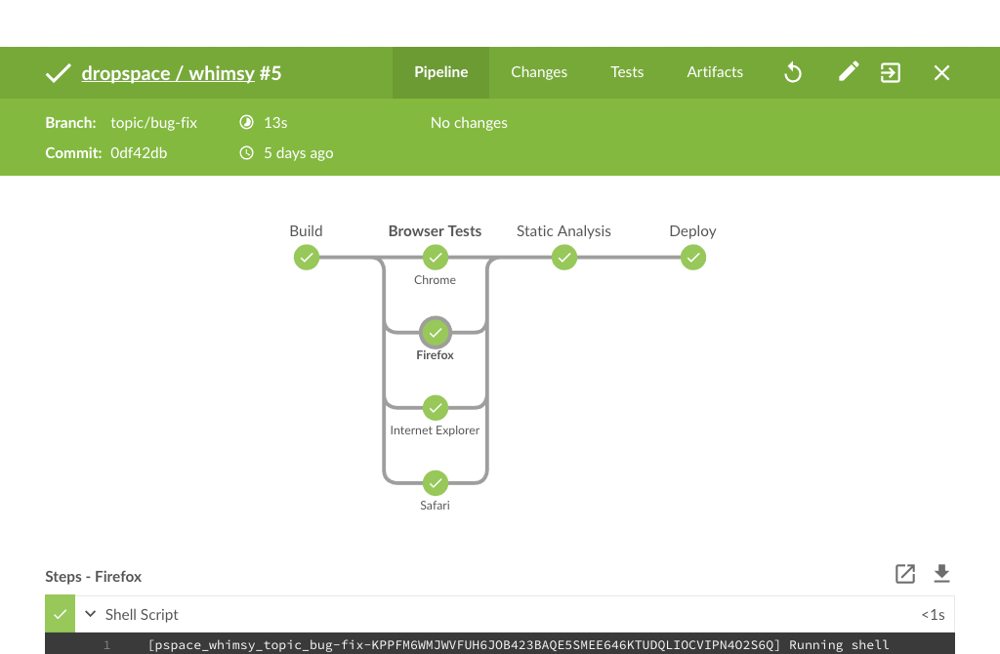 dropspace / whimsy #5
Pipeline
Changes
Tests
Artifacts
Branch: topic/bug-fix
13s
No changes
Commit: 0df42db
5 days ago
Build
Browser Tests
Static Analysis
Deploy
Chrome
Firefox
Internet Explorer
Safari
Steps - Firefox
Shell Script
<1s
1 [pspace_whimsy_topic_bug-fix-KPPFM6WMJWVFUH6JOB423BAQE5SMEE646KTUDQLIOCVIPN4O2S6Q] Running shell